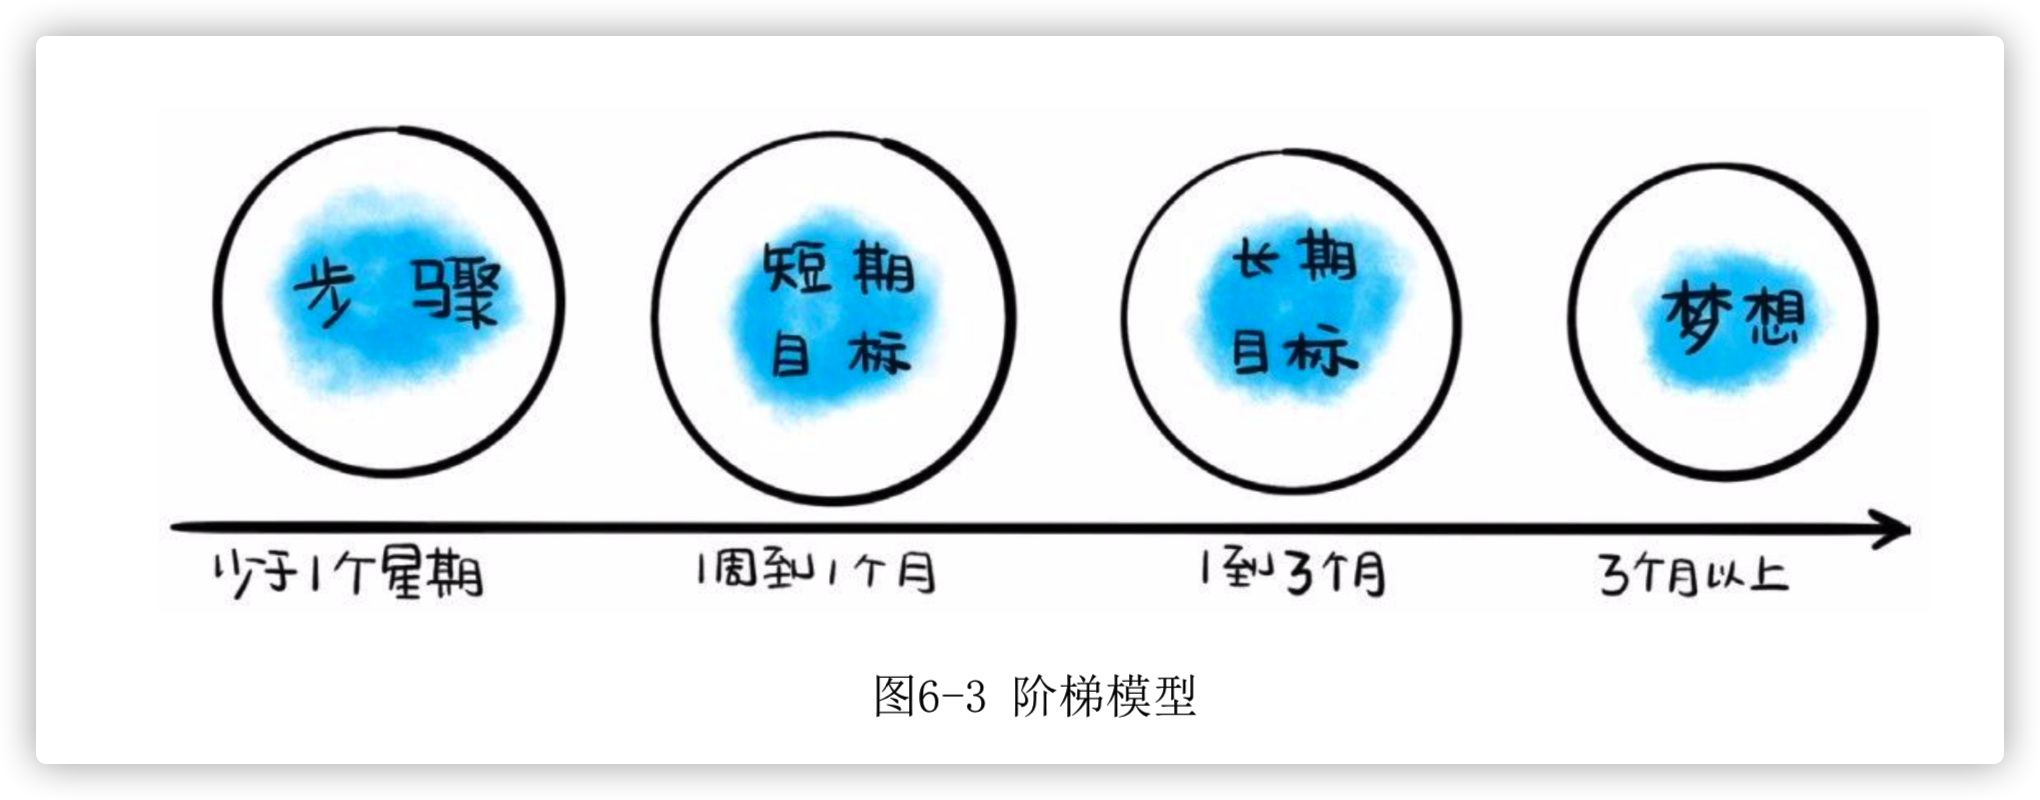 步骤
短期
目标
长期
目标
梦想
少于1个星期
1周到1个月
1到3个月
3个月以上
图6-3 阶梯模型